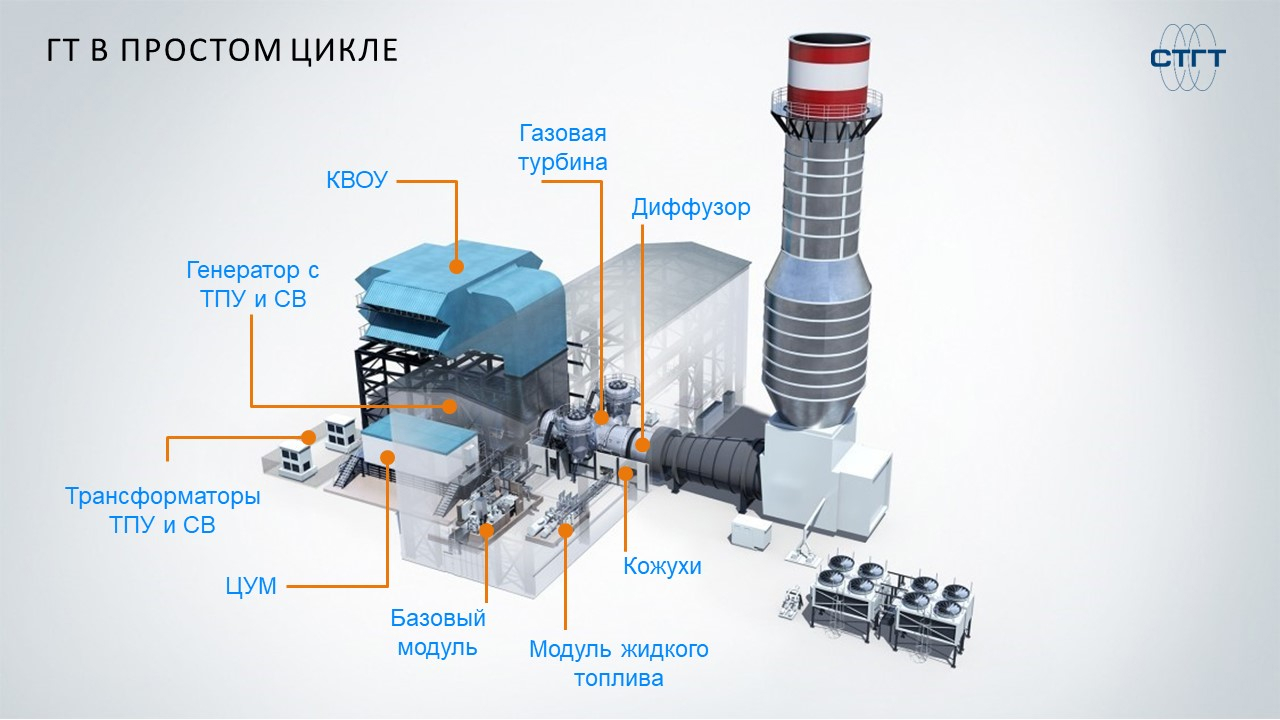 ГТ В ПРОСТОМ ЦИКЛЕ
СТГТ
Газовая
турбина
КВОУ
Диффузор
Генератор с
ТПУ и СВ
Трансформаторы
ТПУ и СВ
ЦУМ
Кожухи
Базовый
модуль
Модуль жидкого
топлива